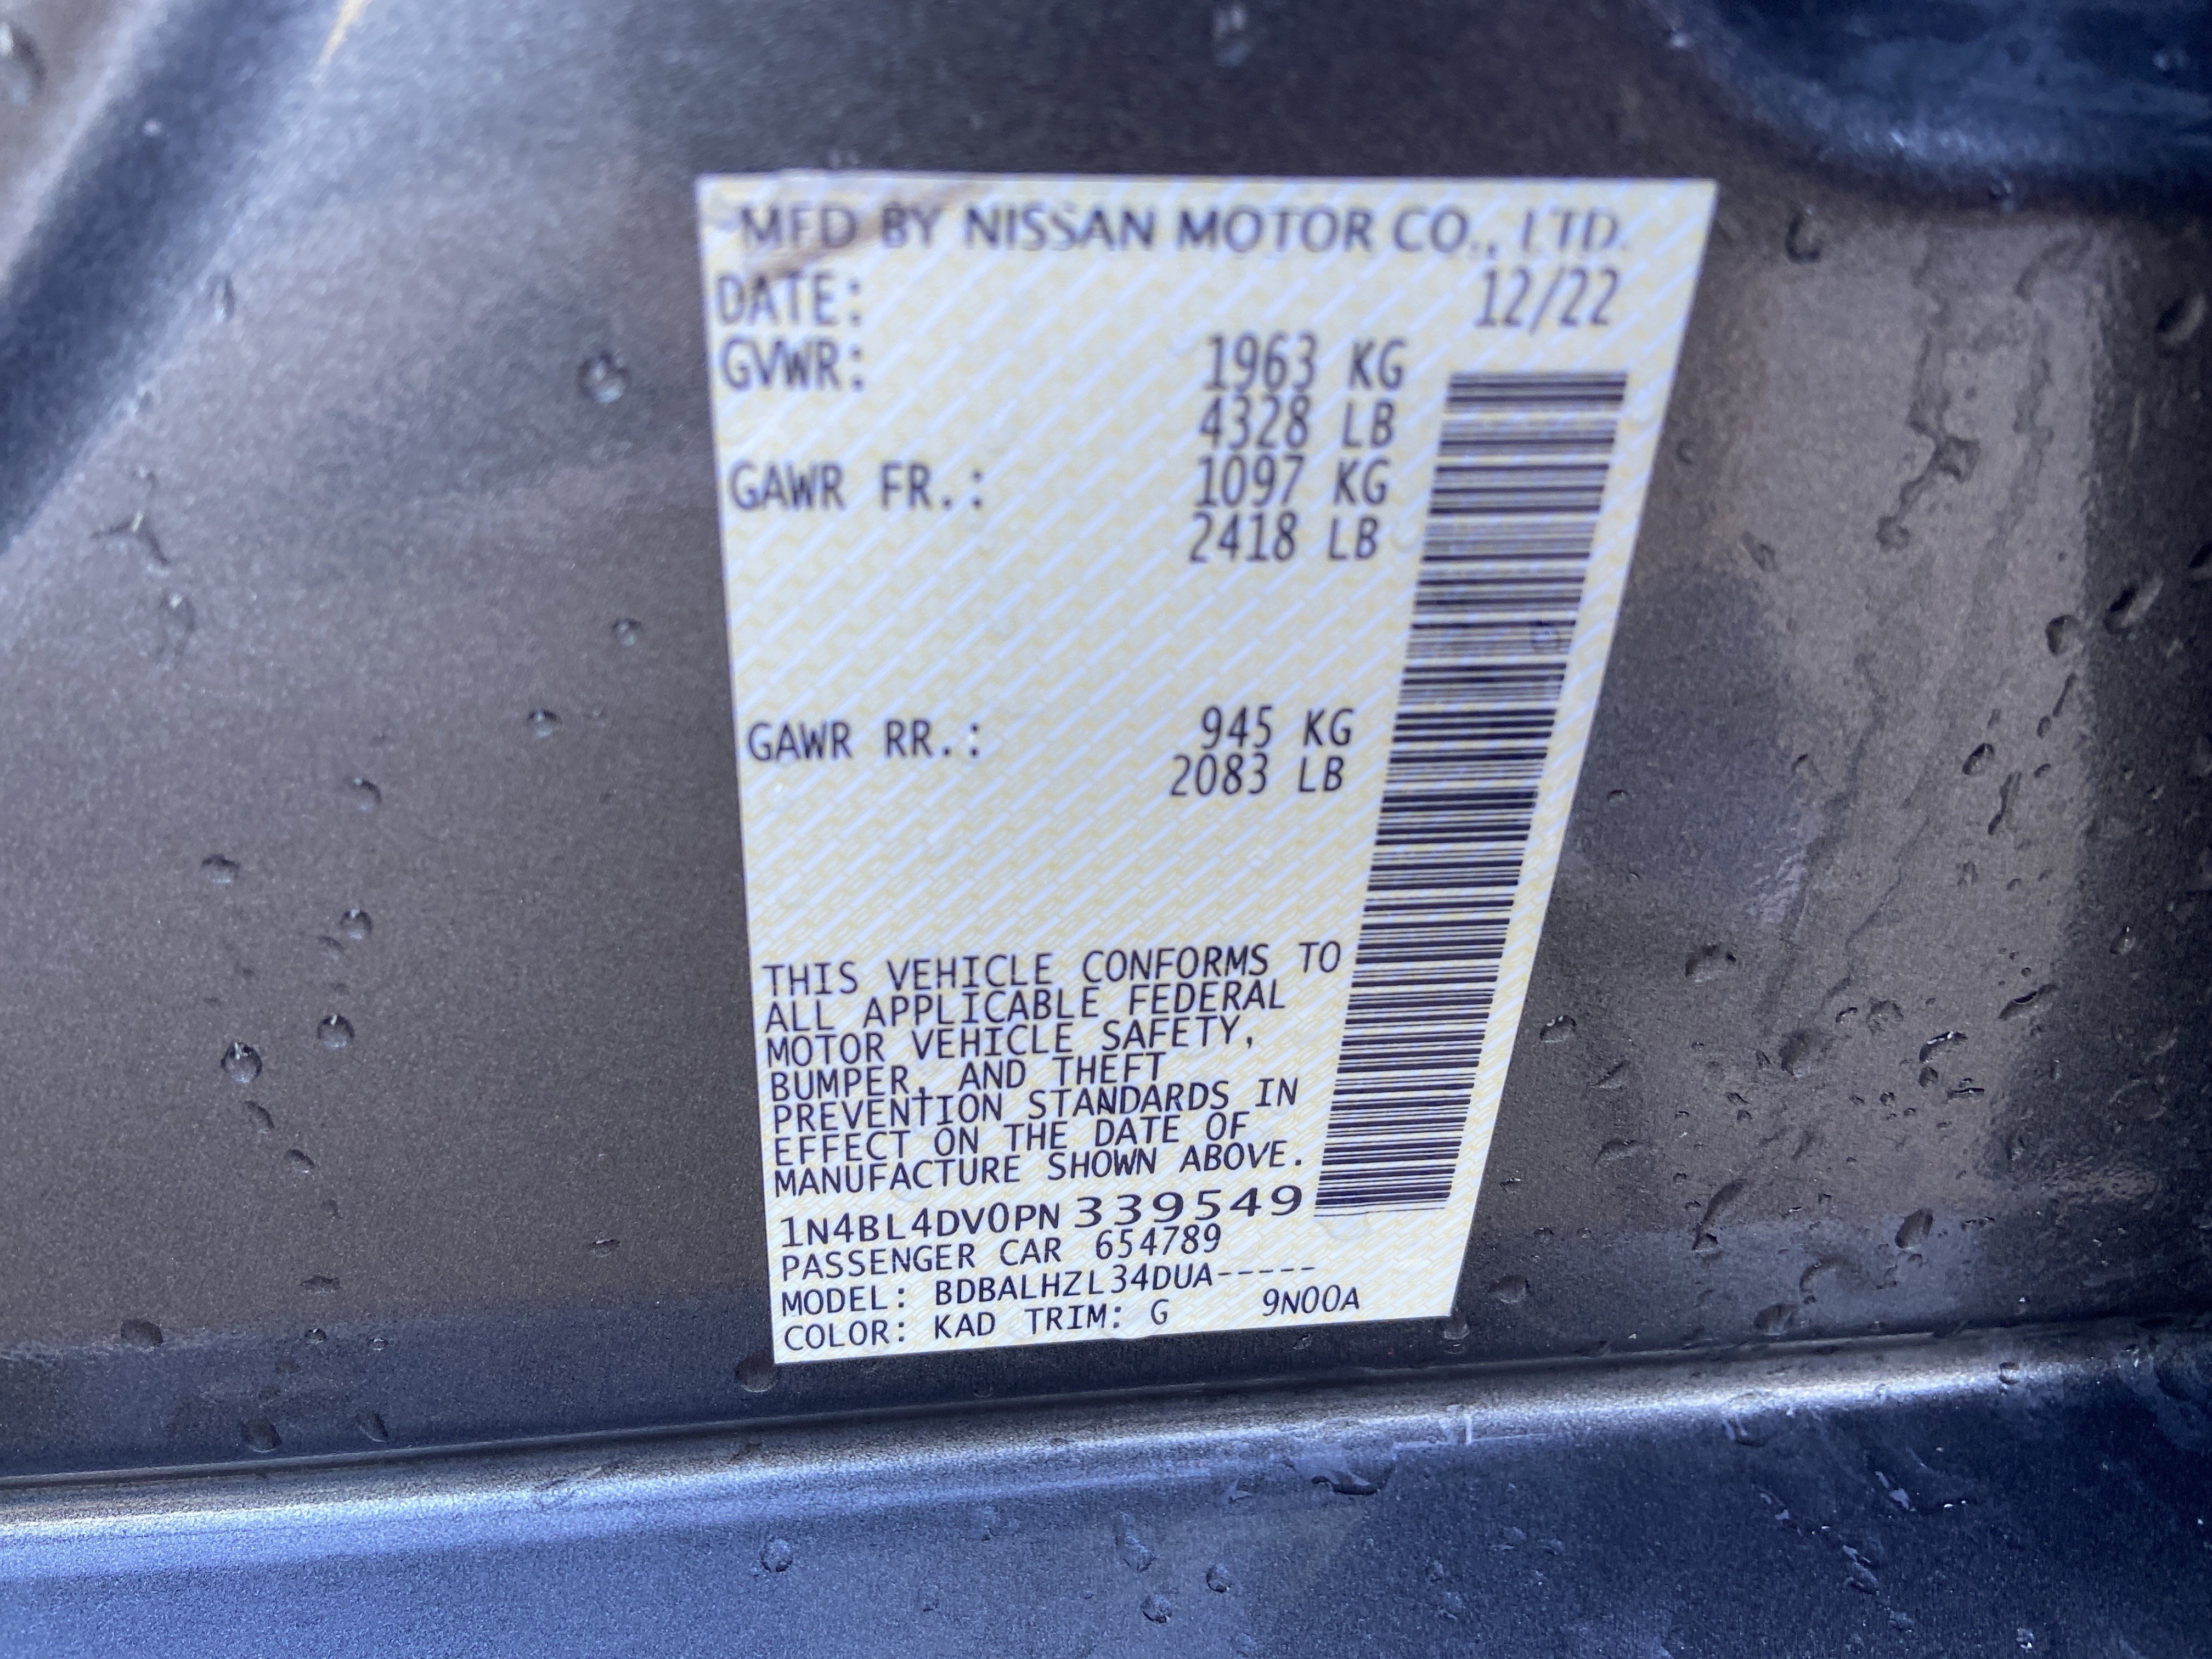 MFD BY NISSAN MOTOR CO., LTD.
DATE: 12/22
GVWR: 1963 KG
4328 LB
GAWR FR.: 1097 KG
2418 LB
GAWR RR.: 945 KG
2083 LB
THIS VEHICLE CONFORMS TO
ALL APPLICABLE FEDERAL
MOTOR VEHICLE SAFETY,
BUMPER, AND THEFT
PREVENTION STANDARDS IN
EFFECT ON THE DATE OF
MANUFACTURE SHOWN ABOVE.
1N4BL4DV0PN339549
PASSENGER CAR 654789
MODEL: BDBALHZL34DUA-----
COLOR: KAD TRIM: G 9N00A